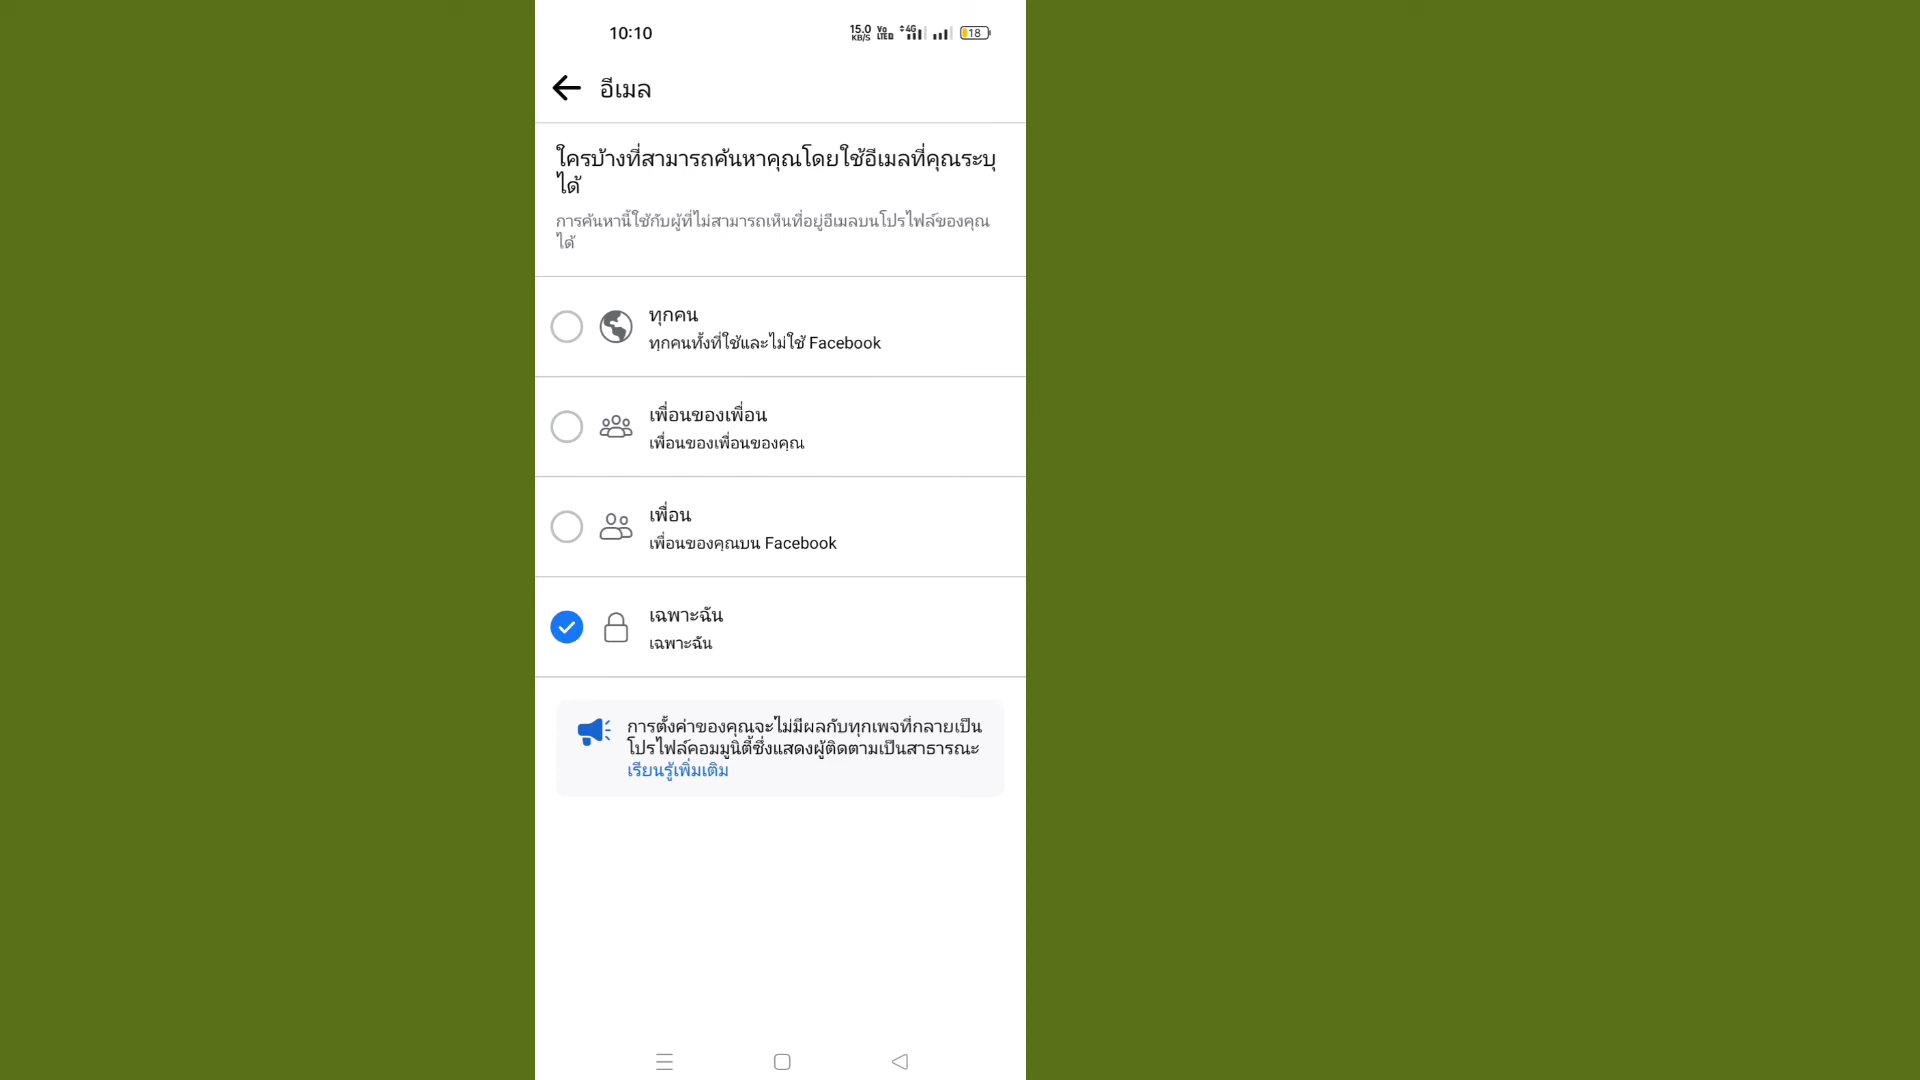 10:10
15.0 KB/S Vo LTE 4G 18
อีเมล
ใครบ้างที่สามารถค้นหาคุณโดยใช้อีเมลที่คุณระบุ
ได้
การค้นหานี้ใช้กับผู้ที่ไม่สามารถเห็นที่อยู่อีเมลบนโปรไฟล์ของคุณ
ได้
ทุกคน
ทุกคนทั้งที่ใช้และไม่ใช้ Facebook
เพื่อนของเพื่อน
เพื่อนของเพื่อนของคุณ
เพื่อน
เพื่อนของคุณบน Facebook
เฉพาะฉัน
เฉพาะฉัน
การตั้งค่าของคุณจะไม่มีผลกับทุกเพจที่กลายเป็น
โปรไฟล์คอมมูนิตี้ซึ่งแสดงผู้ติดตามเป็นสาธารณะ
เรียนรู้เพิ่มเติม